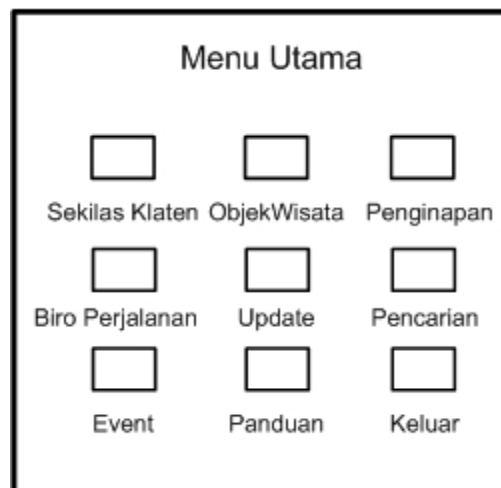 Menu Utama
Sekilas Klaten ObjekWisata Penginapan
Biro Perjalanan Update Pencarian
Event Panduan Keluar